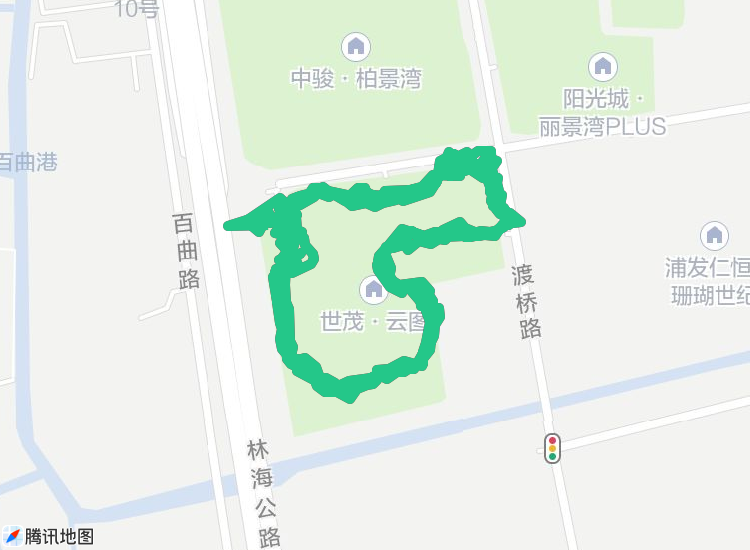 10号
中骏·柏景湾
阳光城·
丽景湾PLUS
百曲港
百曲路
渡桥路
浦发仁恒
珊瑚世纪
世茂·云图
林海公路
腾讯地图